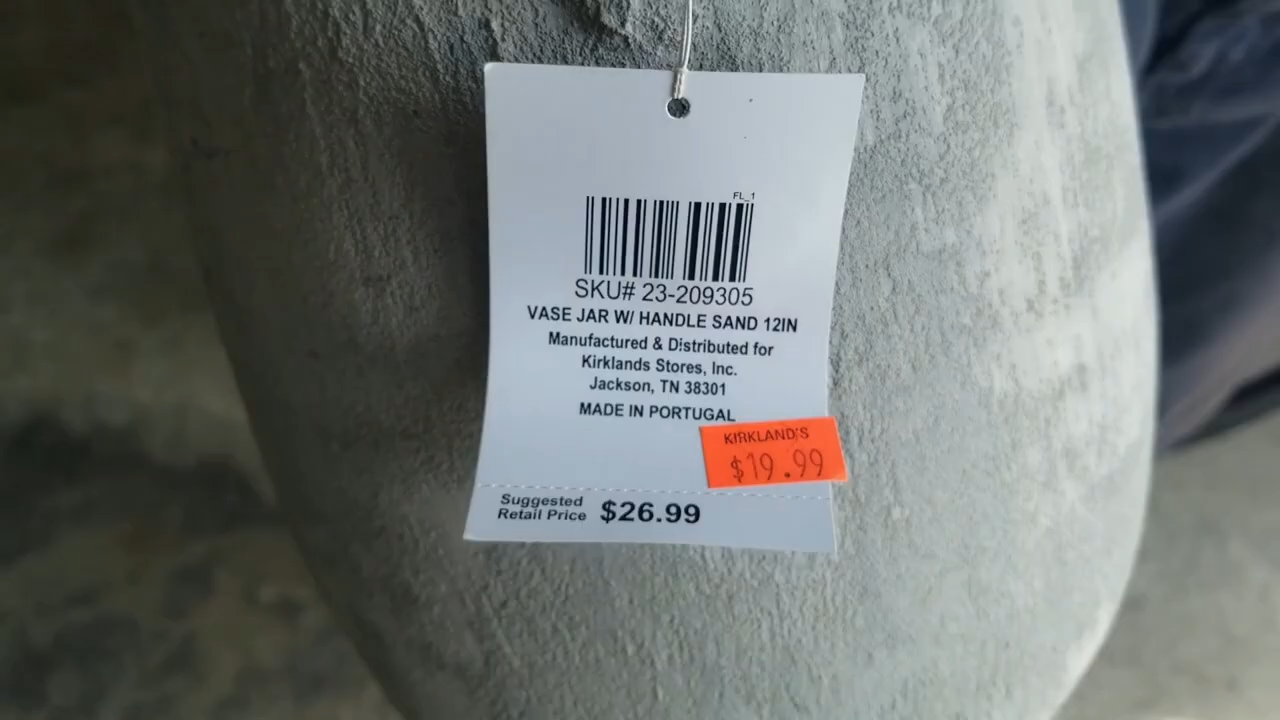 FL_1
SKU# 23-209305
VASE JAR W/ HANDLE SAND 12IN
Manufactured & Distributed for
Kirklands Stores, Inc.
Jackson, TN 38301
MADE IN PORTUGAL
KIRKLAND'S
$19.99
Suggested
Retail Price $26.99